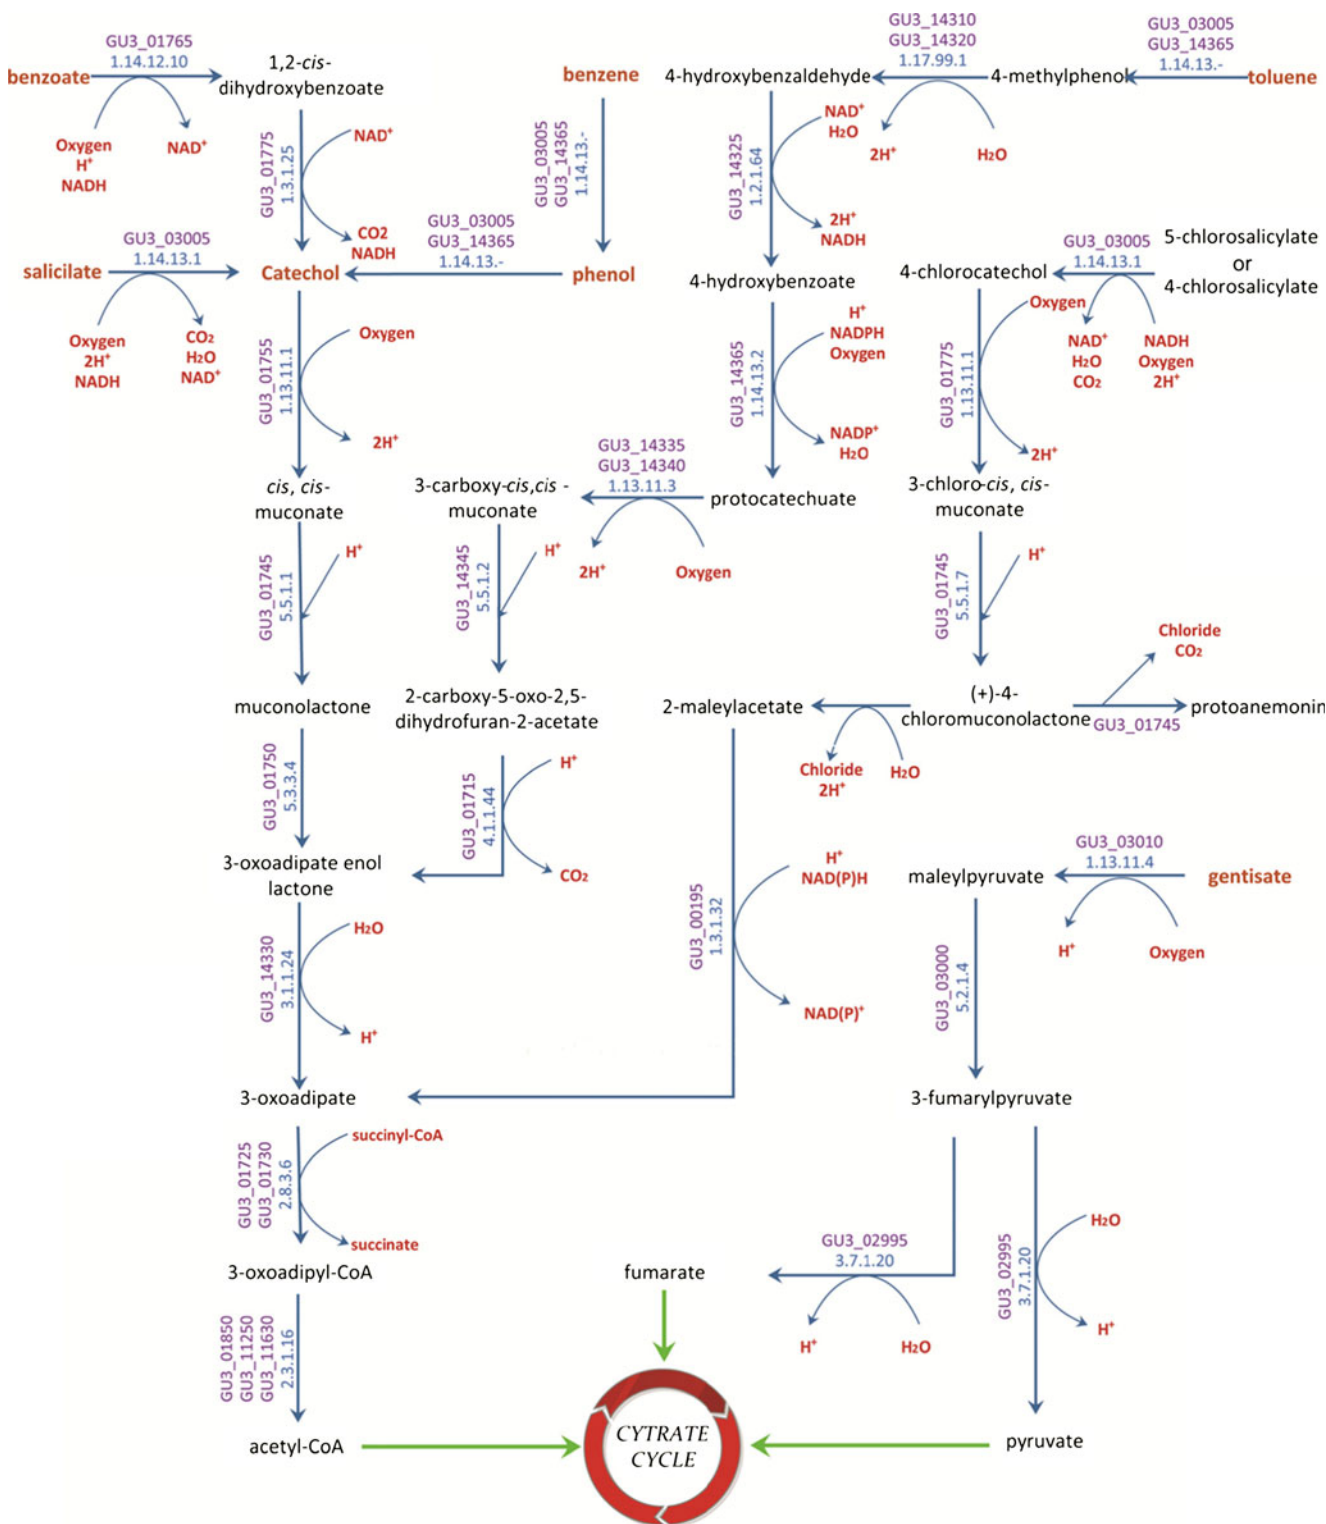 GU3_01765
1.14.12.10
benzoate
1,2-cis-
dihydroxybenzoate
Oxygen
H⁺
NADH
NAD⁺
GU3_01775
1.3.1.25
NAD⁺
CO2
NADH
benzene
GU3_03005
GU3_14365
1.14.13.-
GU3_14310
GU3_14320
1.17.99.1
4-hydroxybenzaldehyde
4-methylphenol
GU3_03005
GU3_14365
1.14.13.-
toluene
2H⁺
H₂O
GU3_14325
1.2.1.64
NAD⁺
H₂O
2H⁺
NADH
GU3_03005
1.14.13.1
salicilate
Catechol
GU3_03005
GU3_14365
1.14.13.-
phenol
Oxygen
2H⁺
NADH
CO₂
H₂O
NAD⁺
4-hydroxybenzoate
4-chlorocatechol
GU3_03005
1.14.13.1
5-chlorosalicylate
or
4-chlorosalicylate
NAD⁺
H₂O
CO₂
NADH
Oxygen
2H⁺
GU3_01755
1.13.11.1
Oxygen
2H⁺
GU3_14365
1.14.13.2
H⁺
NADPH
Oxygen
NADP⁺
H₂O
GU3_01775
1.13.11.1
Oxygen
2H⁺
cis, cis-
muconate
3-carboxy-cis,cis -
muconate
GU3_14335
GU3_14340
1.13.11.3
protocatechuate
2H⁺
Oxygen
3-chloro-cis, cis-
muconate
GU3_01745
5.5.1.1
H⁺
GU3_14345
5.5.1.2
H⁺
GU3_01745
5.5.1.7
H⁺
muconolactone
2-carboxy-5-oxo-2,5-
dihydrofuran-2-acetate
2-maleylacetate
(+)-4-
chloromuconolactone
Chloride
CO₂
GU3_01745
protoanemonin
Chloride
2H⁺
H₂O
GU3_01750
5.3.3.4
GU3_01715
4.1.1.44
H⁺
CO₂
3-oxoadipate enol
lactone
GU3_00195
1.3.1.32
H⁺
NAD(P)H
NAD(P)⁺
maleylpyruvate
GU3_03010
1.13.11.4
gentisate
H⁺
Oxygen
GU3_14330
3.1.1.24
H₂O
H⁺
GU3_03000
5.2.1.4
3-oxoadipate
3-fumarylpyruvate
GU3_01725
GU3_01730
2.8.3.6
succinyl-CoA
succinate
3-oxoadipyl-CoA
fumarate
GU3_02995
3.7.1.20
H⁺
H₂O
GU3_02995
3.7.1.20
H₂O
H⁺
GU3_01850
GU3_11250
GU3_11630
2.3.1.16
acetyl-CoA
CYTRATE
CYCLE
pyruvate